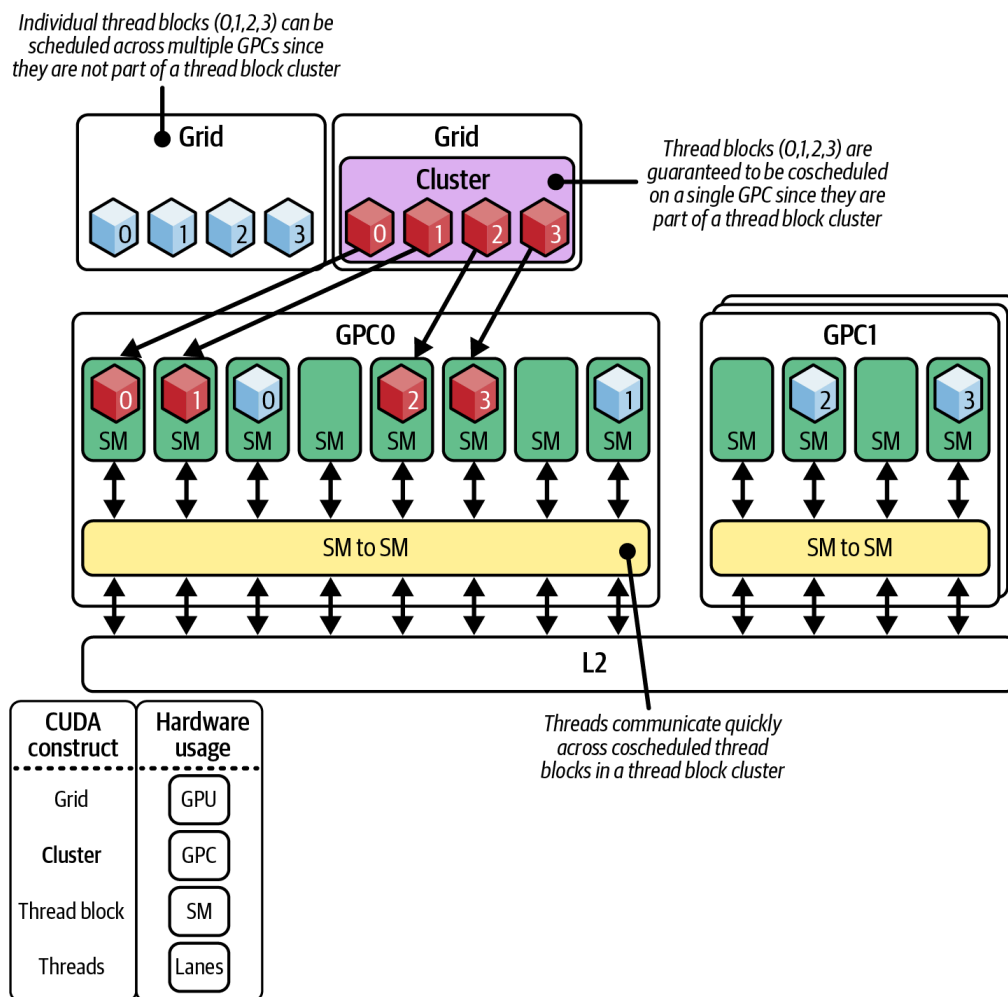 Individual thread blocks (0,1,2,3) can be
scheduled across multiple GPCs since
they are not part of a thread block cluster
Grid
0 1 2 3
Grid
Cluster
0 1 2 3
Thread blocks (0,1,2,3) are
guaranteed to be coscheduled
on a single GPC since they are
part of a thread block cluster
GPC0
0 1 0 2 3 1
SM SM SM SM SM SM SM SM
SM to SM
GPC1
2 3
SM SM SM SM
SM to SM
L2
Threads communicate quickly
across coscheduled thread
blocks in a thread block cluster
CUDA
construct
Hardware
usage
Grid
GPU
Cluster
GPC
Thread block
SM
Threads
Lanes